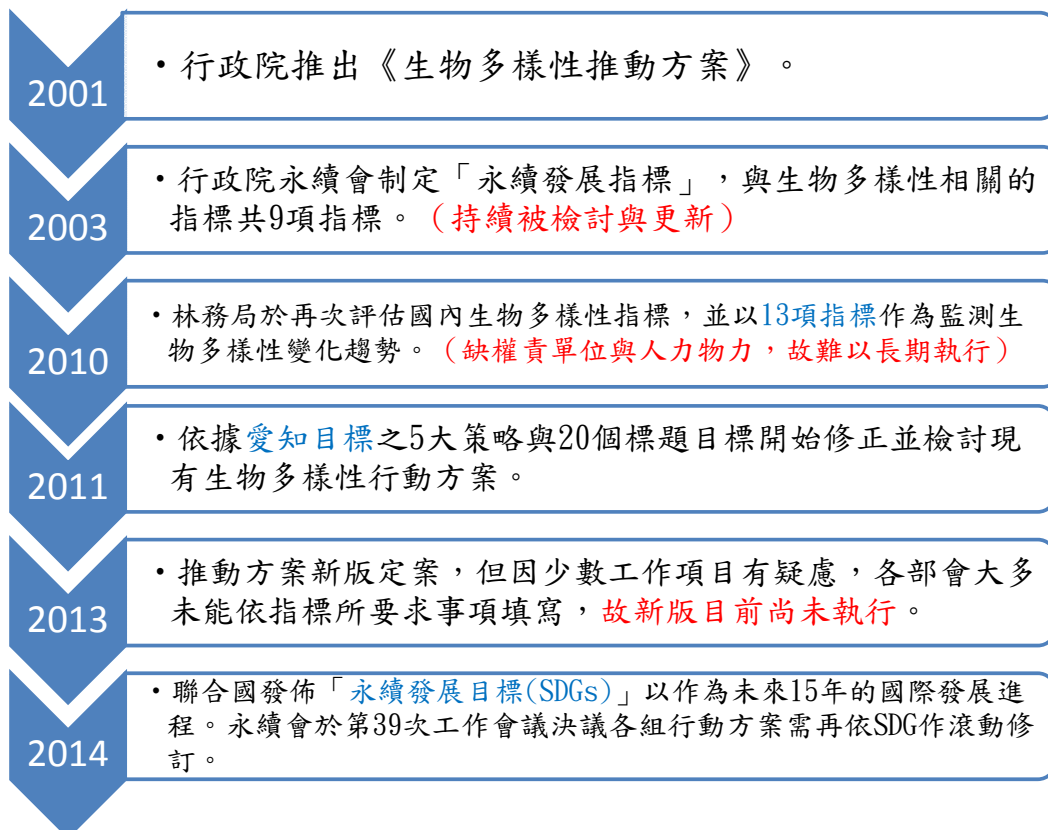 2001
・行政院推出《生物多樣性推動方案》。
2003
・行政院永續會制定「永續發展指標」，與生物多樣性相關的
指標共9項指標。（持續被檢討與更新）
2010
・林務局於再次評估國內生物多樣性指標，並以13項指標作為監測生
物多樣性變化趨勢。（缺權責單位與人力物力，故難以長期執行）
2011
・依據愛知目標之5大策略與20個標題目標開始修正並檢討現
有生物多樣性行動方案。
2013
・推動方案新版定案，但因少數工作項目有疑慮，各部會大多
未能依指標所要求事項填寫，故新版目前尚未執行。
2014
・聯合國發佈「永續發展目標(SDGs)」以作為未來15年的國際發展進
程。永續會於第39次工作會議決議各組行動方案需再依SDG作滾動修
訂。